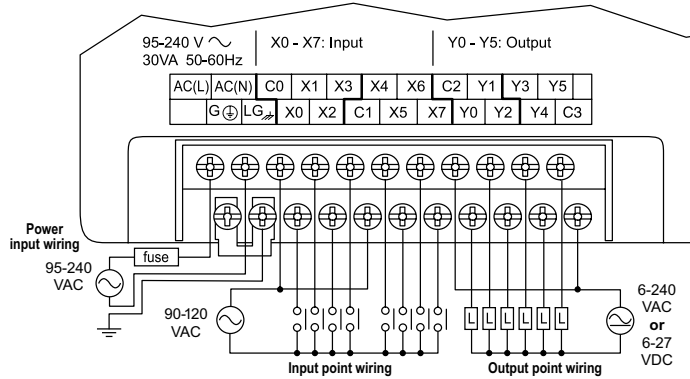 95-240 V ~ X0 - X7: Input Y0 - Y5: Output
30VA 50-60Hz
AC(L) AC(N) C0 X1 X3 X4 X6 C2 Y1 Y3 Y5
G LG X0 X2 C1 X5 X7 Y0 Y2 Y4 C3
Power
input wiring
fuse
95-240
VAC
90-120
VAC
L L L L L L
6-240
VAC
or
6-27
VDC
Input point wiring
Output point wiring